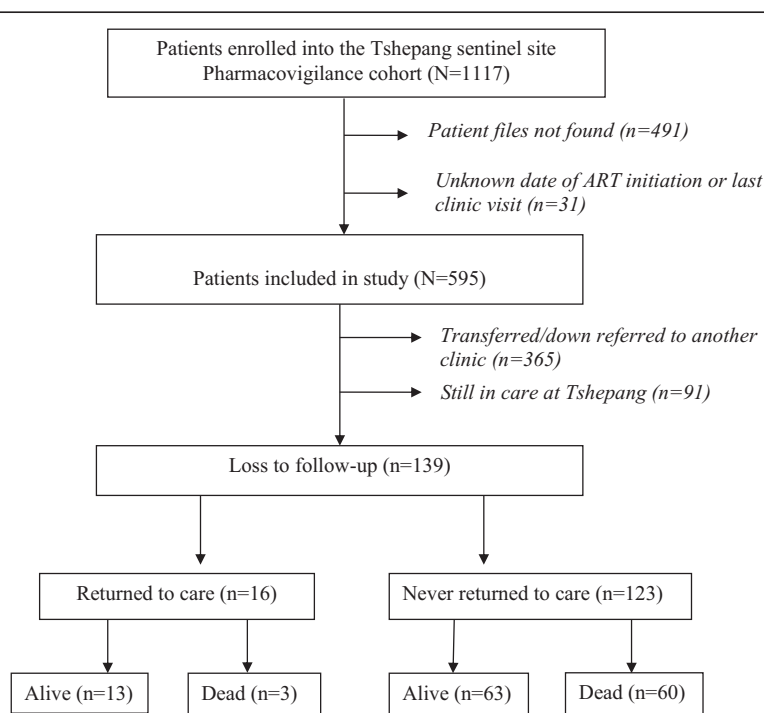 Patients enrolled into the Tshepang sentinel site
Pharmacovigilance cohort (N=1117)
Patient files not found (n=491)
Unknown date of ART initiation or last
clinic visit (n=31)
Patients included in study (N=595)
Transferred/down referred to another
clinic (n=365)
Still in care at Tshepang (n=91)
Loss to follow-up (n=139)
Returned to care (n=16)
Never returned to care (n=123)
Alive (n=13)
Dead (n=3)
Alive (n=63)
Dead (n=60)